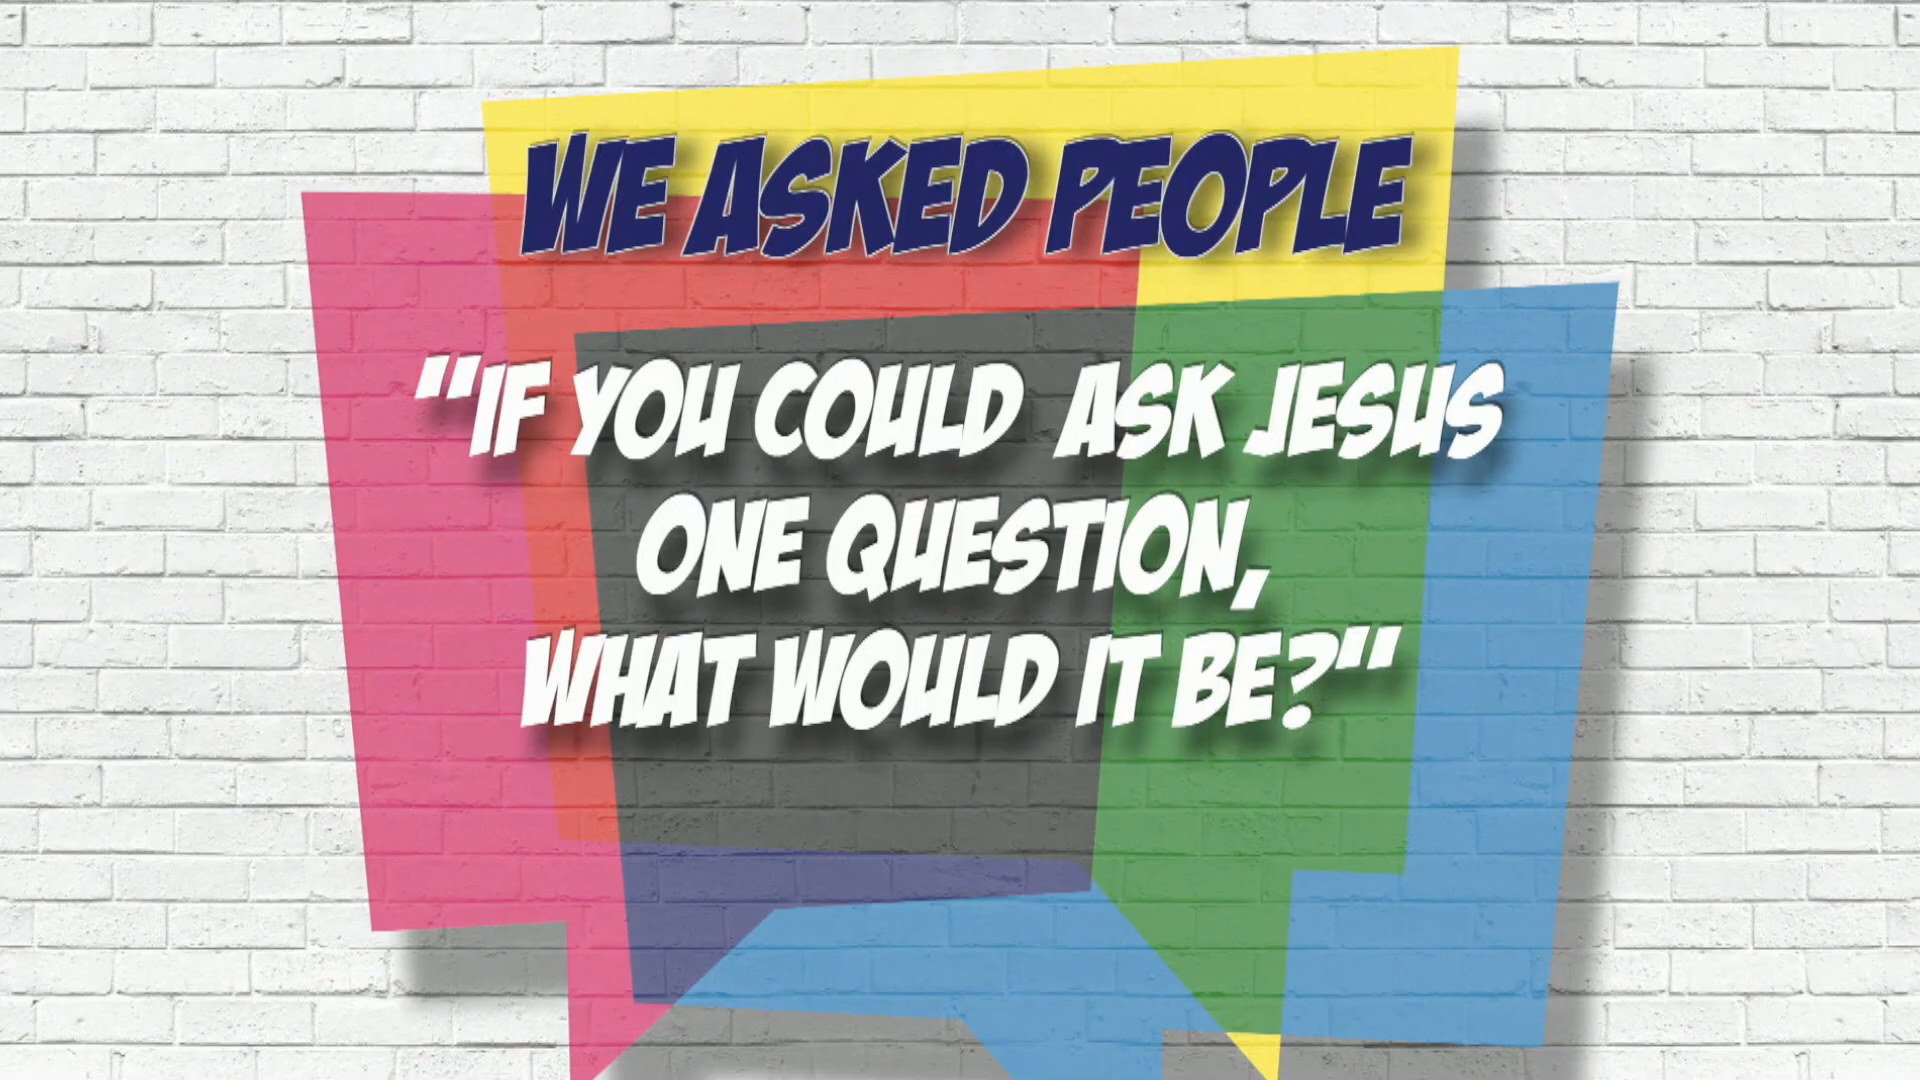 WE ASKED PEOPLE
“IF YOU COULD ASK JESUS
ONE QUESTION,
WHAT WOULD IT BE?“